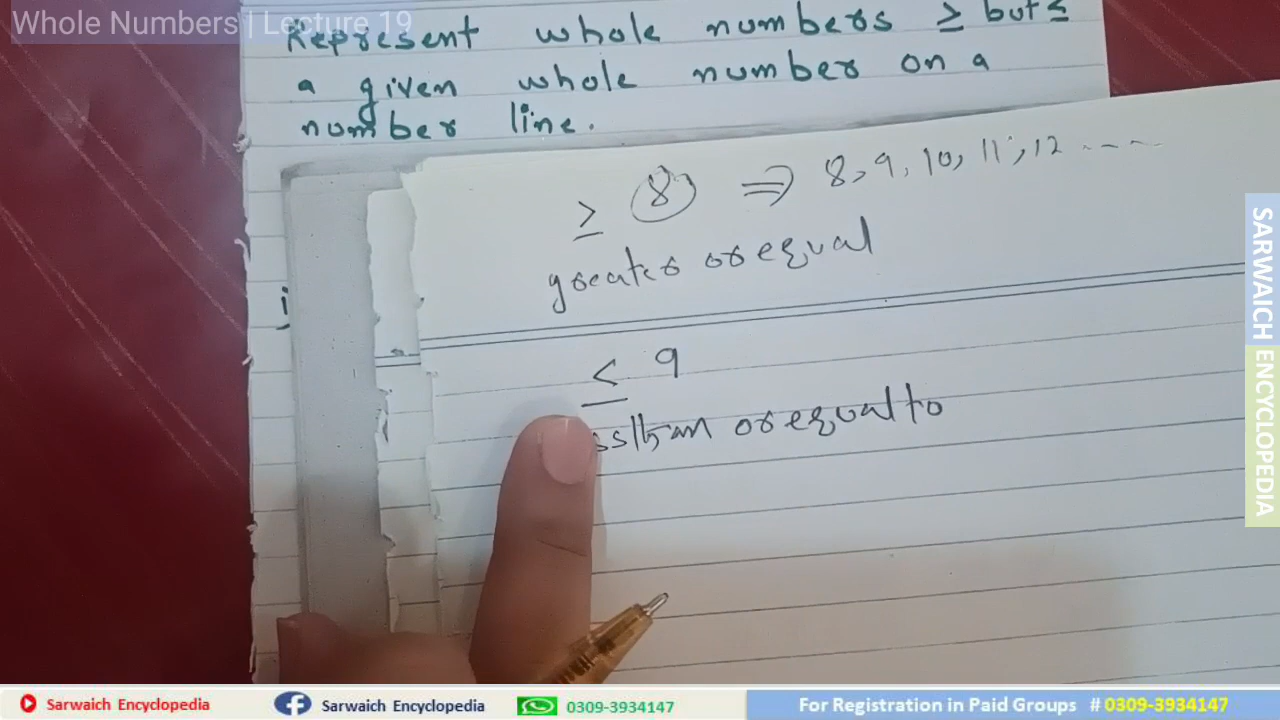 Whole Numbers | Lecture 19
Represent whole numbers ≥ but ≤
a given whole number on a
number line.
≥ 8 ⇒ 8, 9, 10, 11, 12 ----
greater or equal
≤ 9
or equal to
SARWAICH ENCYCLOPEDIA
Sarwaich Encyclopedia
Sarwaich Encyclopedia
0309-3934147
For Registration in Paid Groups # 0309-3934147